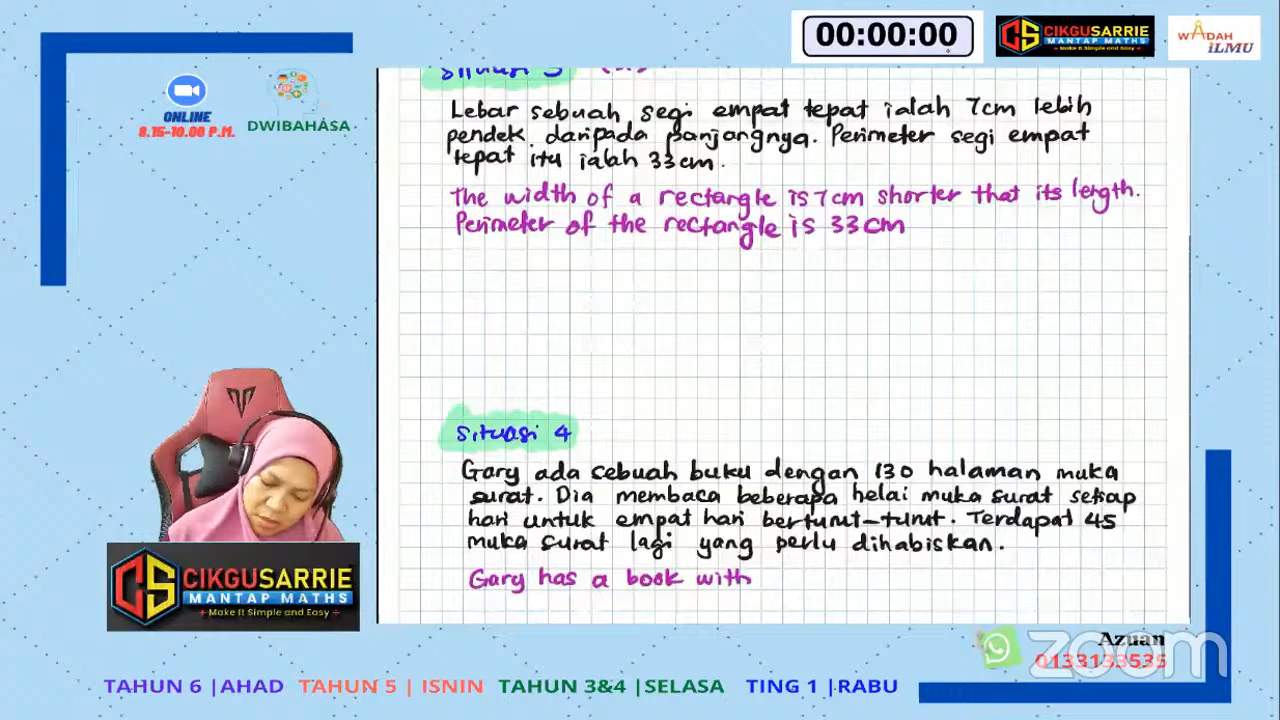 00:00:00
CIKGUSARRIE
MANTAP MATHS
Make It Simple and Easy
WADAH
ILMU
ONLINE
8.15-10.00 P.M.
DWIBAHASA
Situasi 3
Lebar sebuah segi empat tepat ialah 7cm lebih
pendek daripada panjangnya. Perimeter segi empat
tepat itu ialah 33cm.
The width of a rectangle is 7cm shorter that its length.
Perimeter of the rectangle is 33cm
Situasi 4
Gary ada sebuah buku dengan 130 halaman muka
surat. Dia membaca beberapa helai muka surat setiap
hari untuk empat hari berturut-turut. Terdapat 45
muka surat lagi yang perlu dihabiskan.
Gary has a book with
CIKGUSARRIE
MANTAP MATHS
Make It Simple and Easy
Azuan
0133133535
zoom
TAHUN 6 |AHAD TAHUN 5 | ISNIN TAHUN 3&4 |SELASA TING 1 |RABU